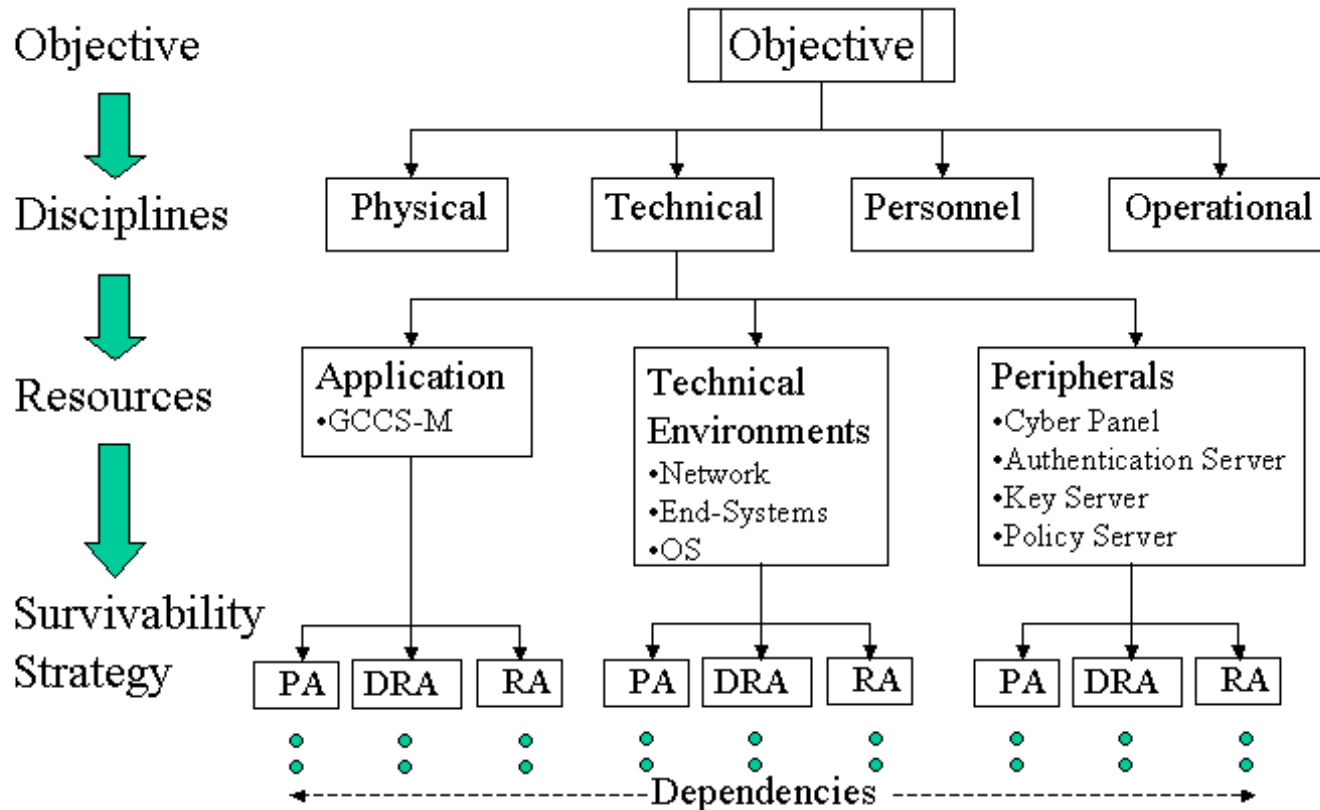 Objective
Objective
Disciplines
Physical
Technical
Personnel
Operational
Resources
Application
•GCCS-M
Technical
Environments
•Network
•End-Systems
•OS
Peripherals
•Cyber Panel
•Authentication Server
•Key Server
•Policy Server
Survivability
Strategy
PA
DRA
RA
PA
DRA
RA
PA
DRA
RA
Dependencies